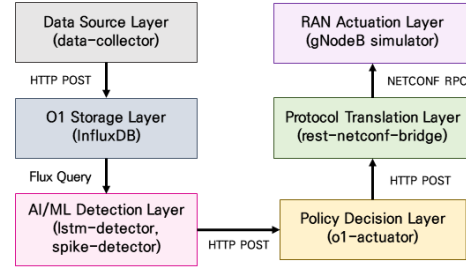 Data Source Layer
(data-collector)
HTTP POST
O1 Storage Layer
(InfluxDB)
Flux Query
AI/ML Detection Layer
(lstm-detector,
spike-detector)
HTTP POST
Policy Decision Layer
(o1-actuator)
HTTP POST
Protocol Translation Layer
(rest-netconf-bridge)
NETCONF RPC
RAN Actuation Layer
(gNodeB simulator)